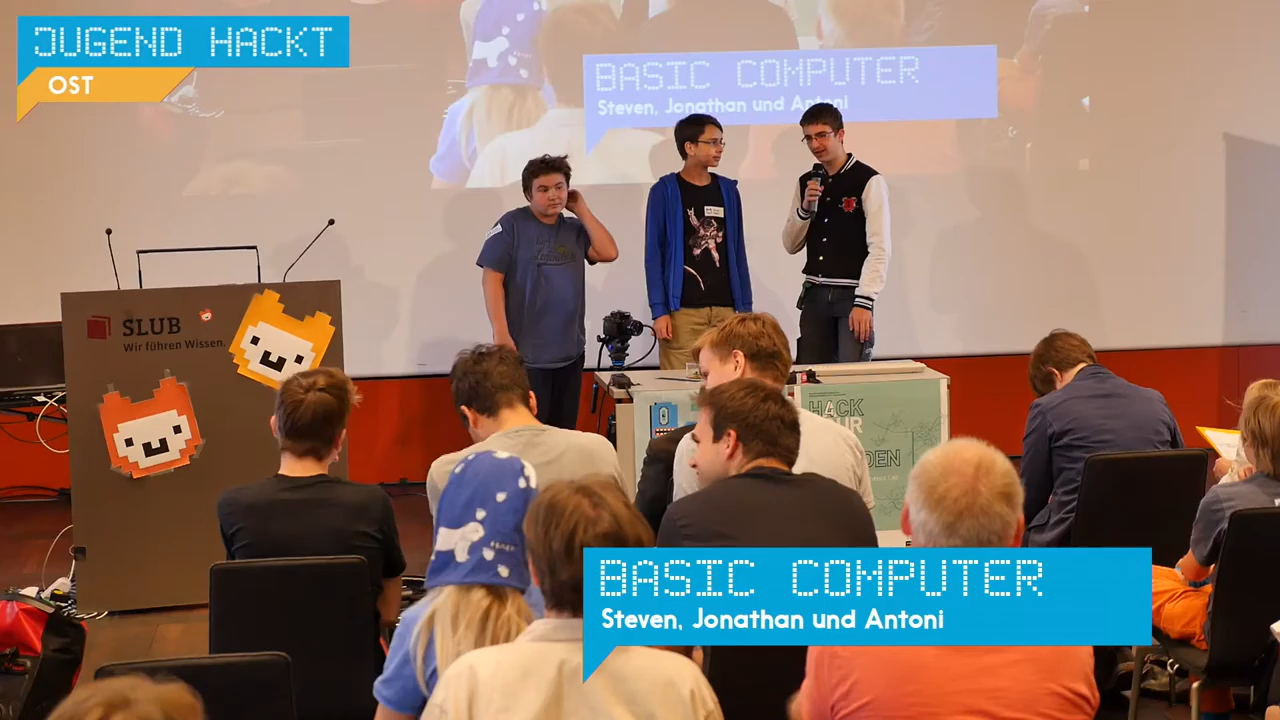 JUGEND HACKT
OST
BASIC COMPUTER
Steven, Jonathan und Antoni
SLUB
Wir führen Wissen.
HACK
BASIC COMPUTER
Steven, Jonathan und Antoni